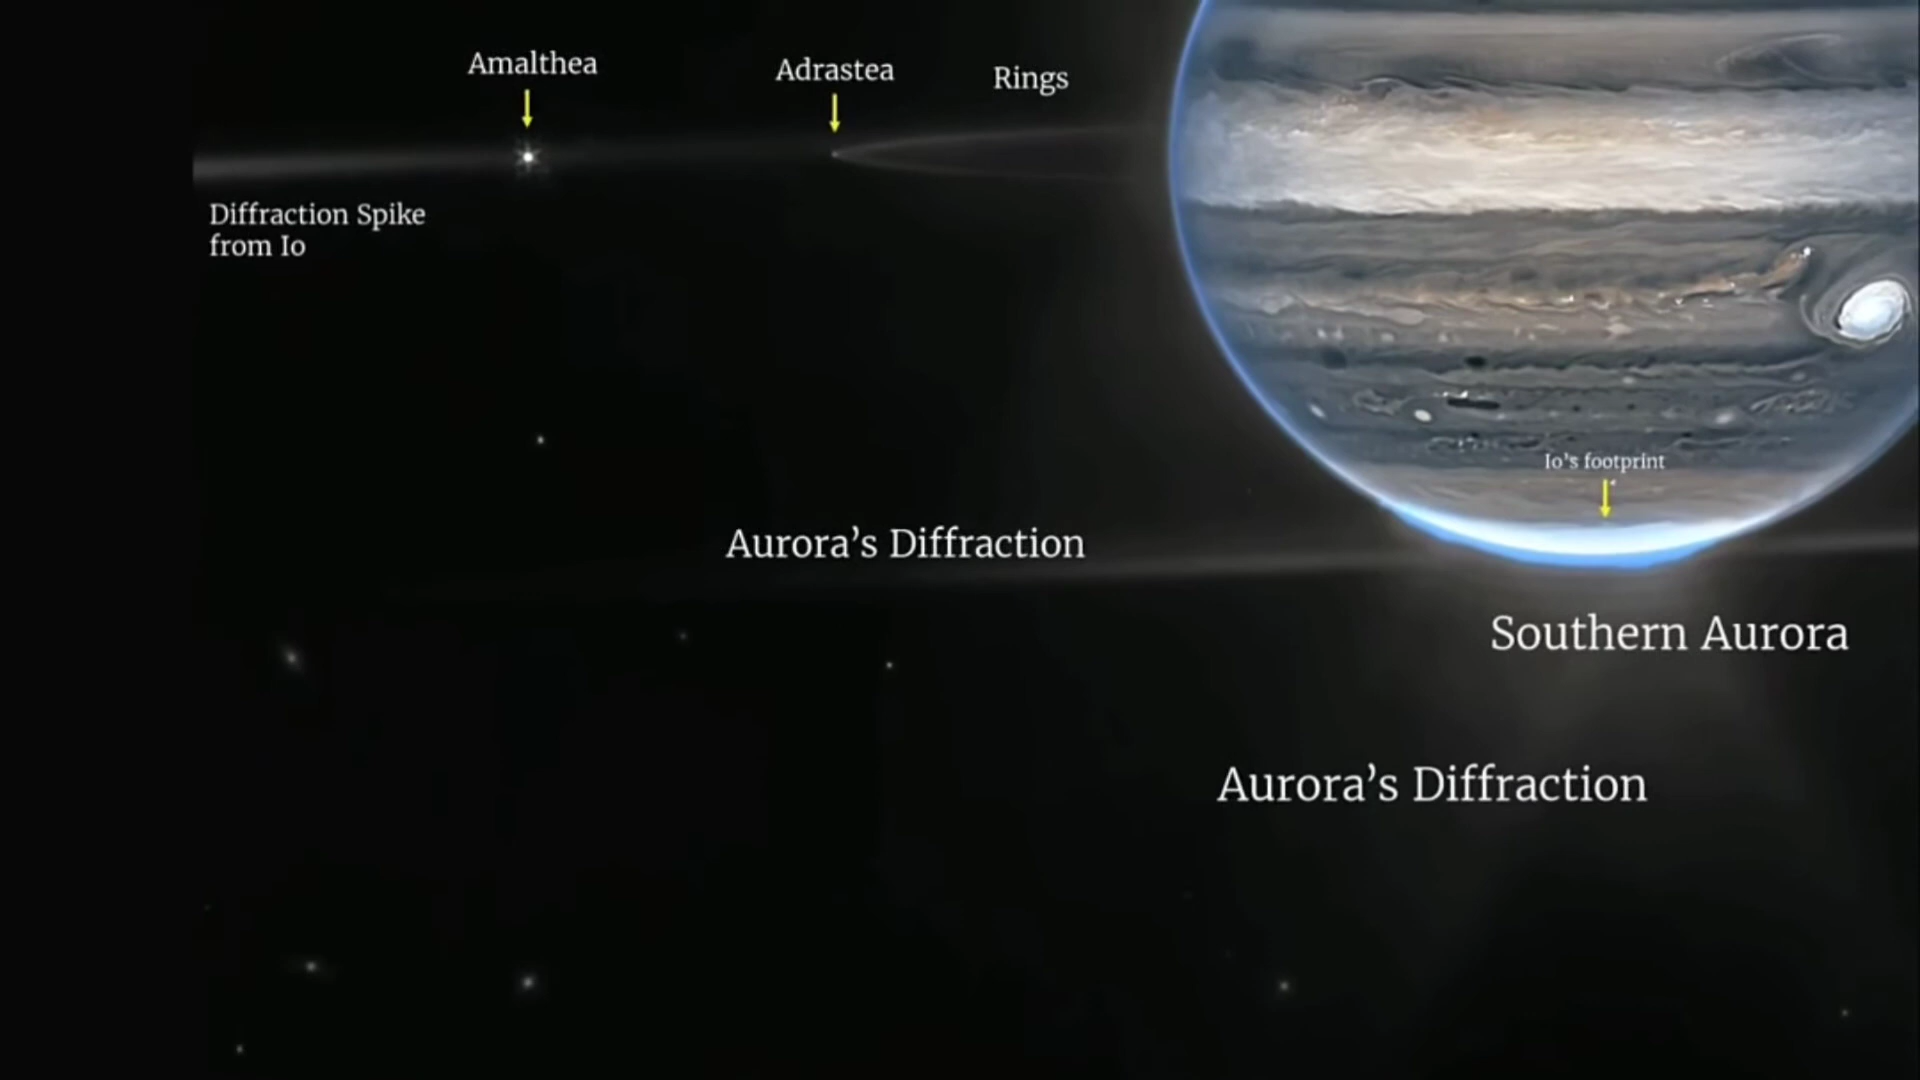 Amalthea
Adrastea
Rings
Diffraction Spike
from Io
Io’s footprint
Aurora’s Diffraction
Southern Aurora
Aurora’s Diffraction